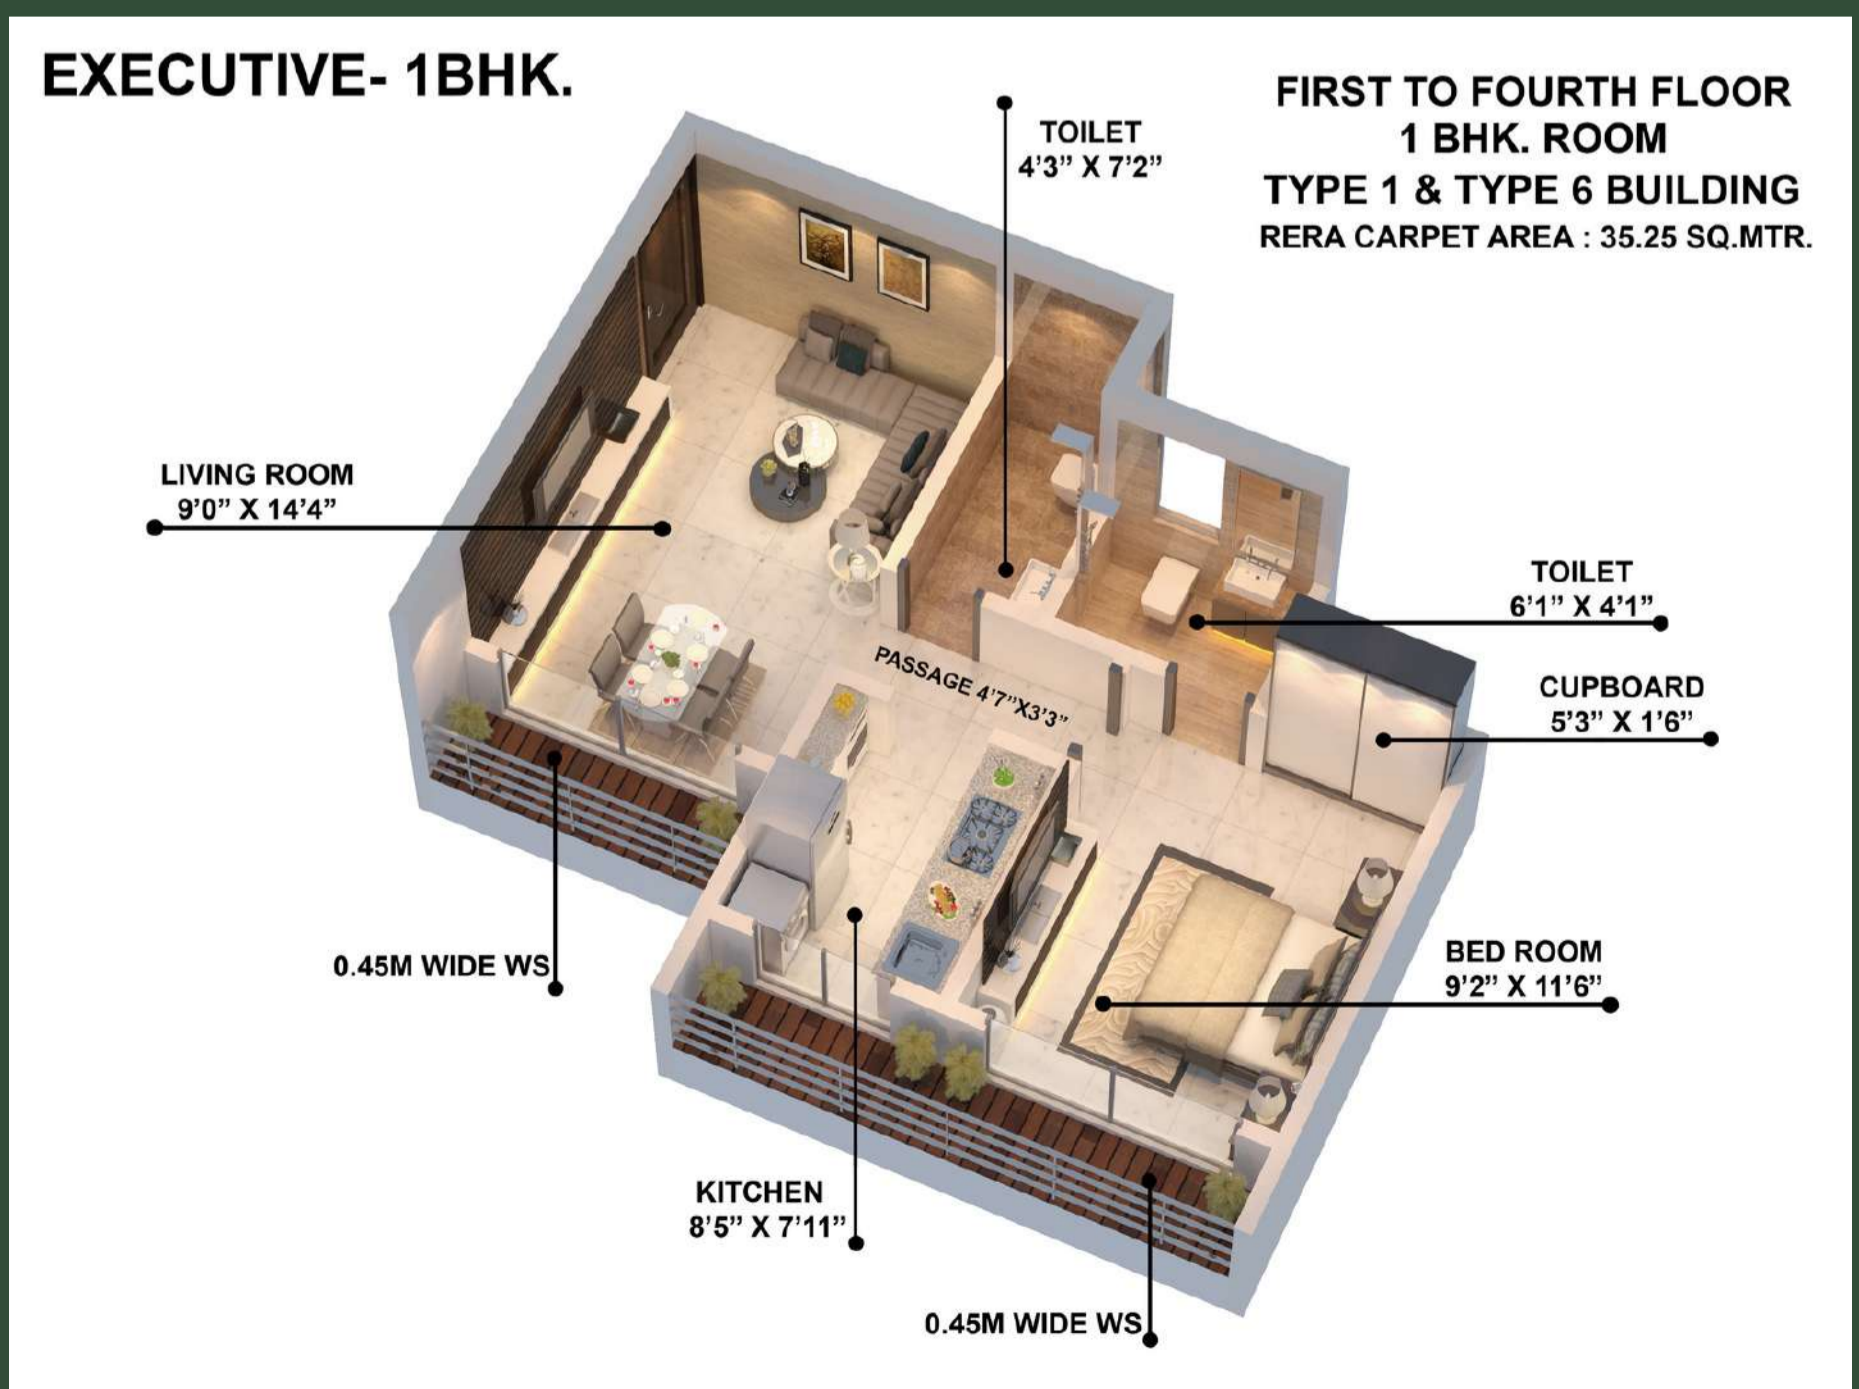 EXECUTIVE- 1BHK.
FIRST TO FOURTH FLOOR
1 BHK. ROOM
TYPE 1 & TYPE 6 BUILDING
RERA CARPET AREA : 35.25 SQ.MTR.
TOILET
4'3” X 7'2”
LIVING ROOM
9'0” X 14'4”
TOILET
6'1” X 4'1”
PASSAGE 4'7”X3'3”
CUPBOARD
5'3” X 1'6”
0.45M WIDE WS
BED ROOM
9'2” X 11'6”
KITCHEN
8'5” X 7'11”
0.45M WIDE WS